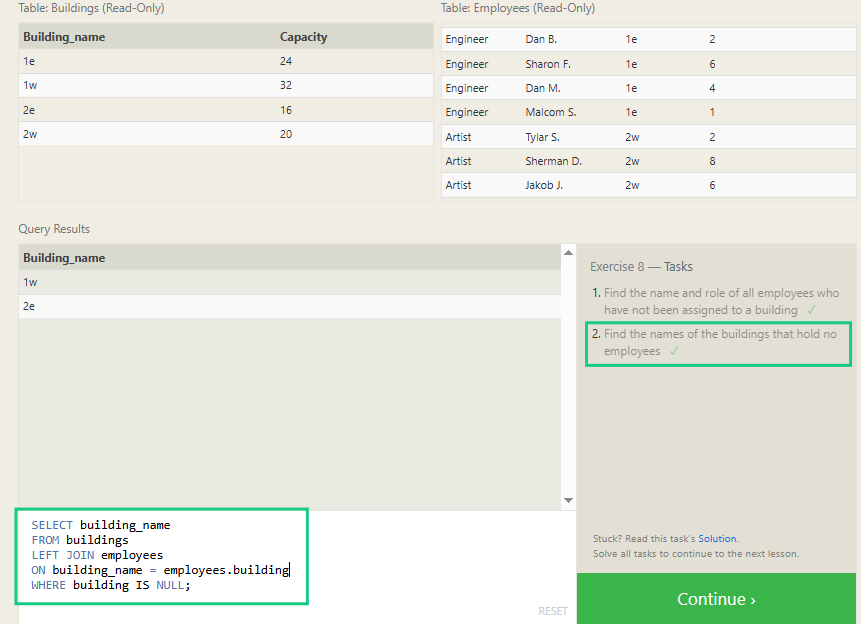 Table: Buildings (Read-Only)
Building_name Capacity
1e 24
1w 32
2e 16
2w 20
Table: Employees (Read-Only)
Engineer Dan B. 1e 2
Engineer Sharon F. 1e 6
Engineer Dan M. 1e 4
Engineer Malcom S. 1e 1
Artist Tylar S. 2w 2
Artist Sherman D. 2w 8
Artist Jakob J. 2w 6
Query Results
Building_name
1w
2e
SELECT building_name
FROM buildings
LEFT JOIN employees
ON building_name = employees.building
WHERE building IS NULL;
RESET
Exercise 8 — Tasks
1. Find the name and role of all employees who
have not been assigned to a building ✓
2. Find the names of the buildings that hold no
employees ✓
Stuck? Read this task's Solution.
Solve all tasks to continue to the next lesson.
Continue ›